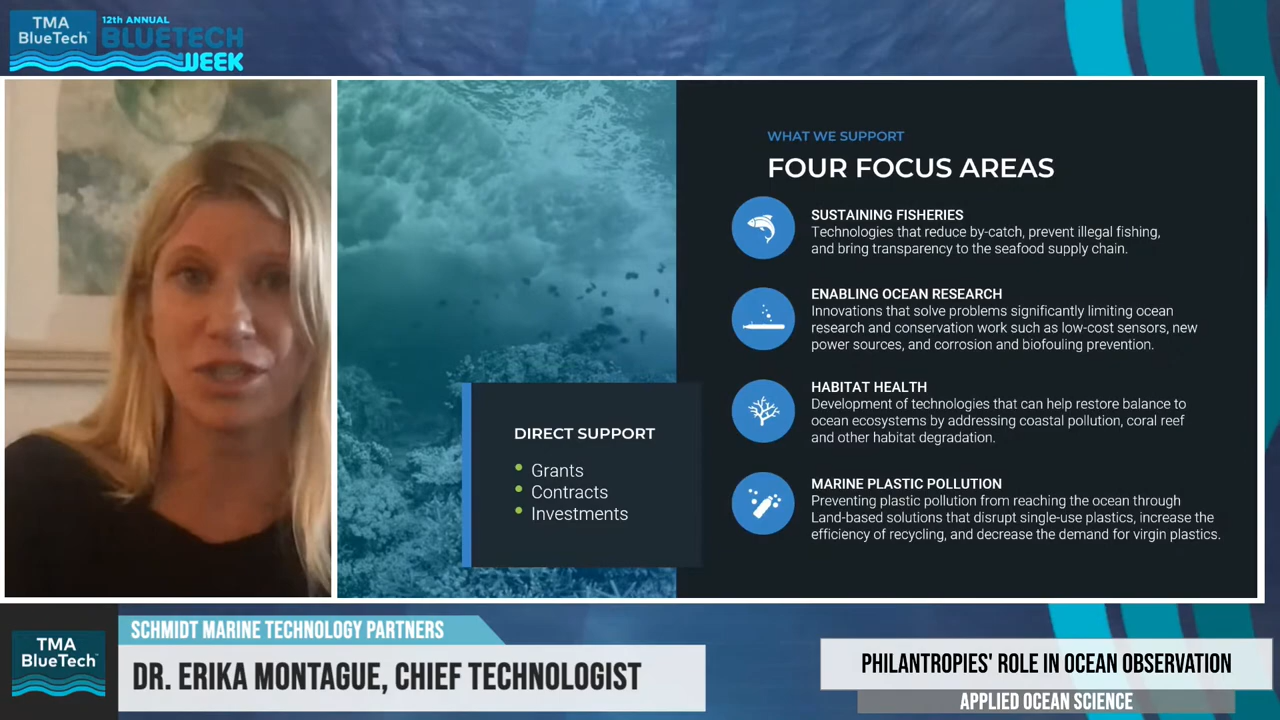 TMA
BlueTech
12th ANNUAL
BLUETECH
WEEK
WHAT WE SUPPORT
FOUR FOCUS AREAS
SUSTAINING FISHERIES
Technologies that reduce by-catch, prevent illegal fishing,
and bring transparency to the seafood supply chain.
ENABLING OCEAN RESEARCH
Innovations that solve problems significantly limiting ocean
research and conservation work such as low-cost sensors, new
power sources, and corrosion and biofouling prevention.
HABITAT HEALTH
Development of technologies that can help restore balance to
ocean ecosystems by addressing coastal pollution, coral reef
and other habitat degradation.
MARINE PLASTIC POLLUTION
Preventing plastic pollution from reaching the ocean through
Land-based solutions that disrupt single-use plastics, increase the
efficiency of recycling, and decrease the demand for virgin plastics.
DIRECT SUPPORT
• Grants
• Contracts
• Investments
TMA
BlueTech
SCHMIDT MARINE TECHNOLOGY PARTNERS
DR. ERIKA MONTAGUE, CHIEF TECHNOLOGIST
PHILANTROPIES' ROLE IN OCEAN OBSERVATION
APPLIED OCEAN SCIENCE